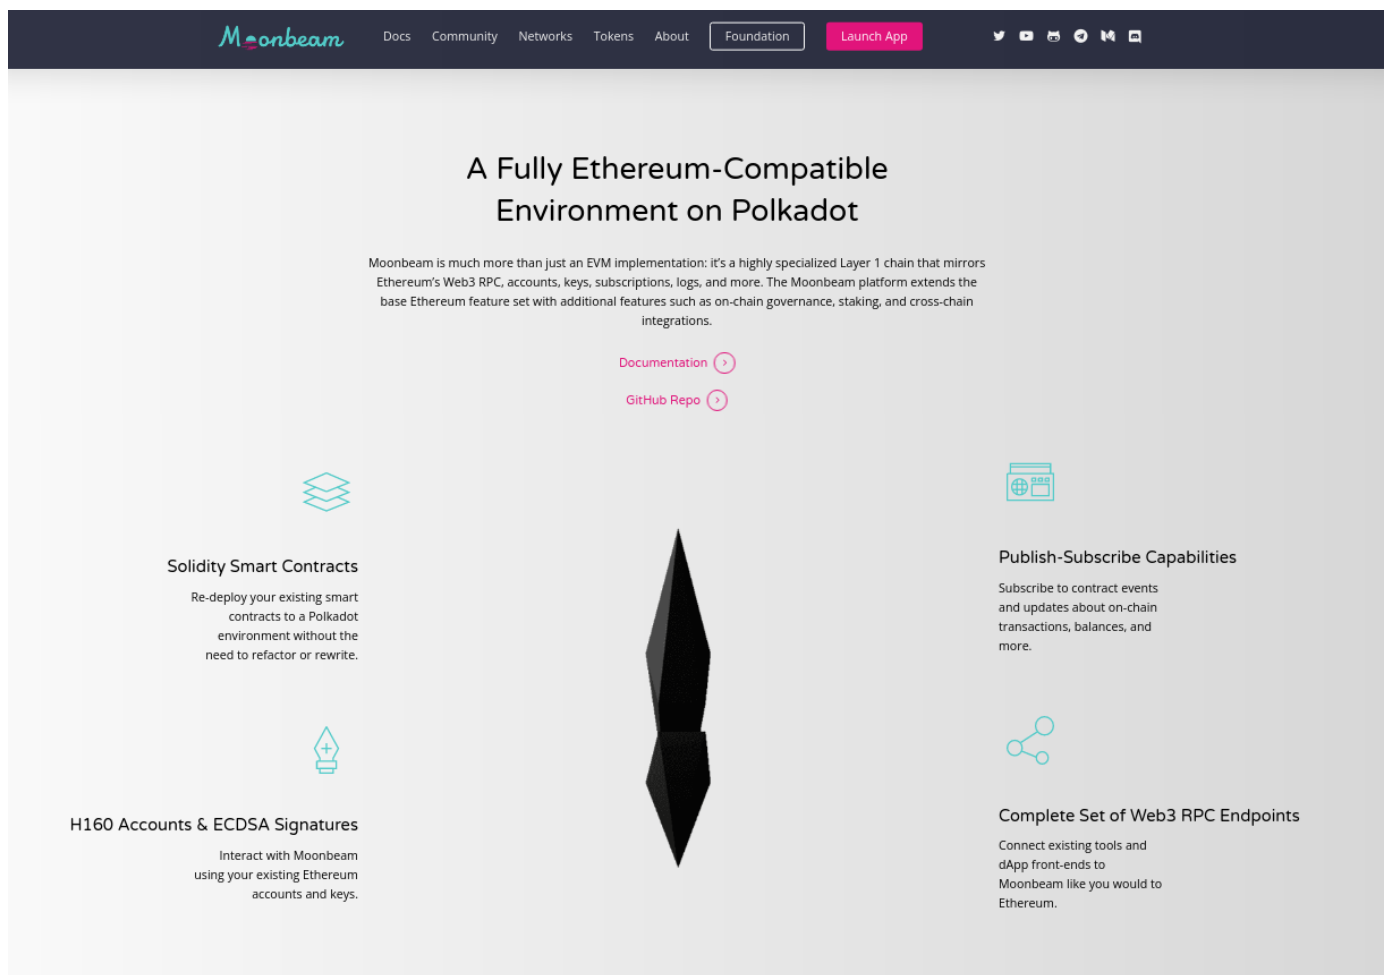 Moonbeam Docs Community Networks Tokens About Foundation Launch App
A Fully Ethereum-Compatible
Environment on Polkadot
Moonbeam is much more than just an EVM implementation: it's a highly specialized Layer 1 chain that mirrors
Ethereum's Web3 RPC, accounts, keys, subscriptions, logs, and more. The Moonbeam platform extends the
base Ethereum feature set with additional features such as on-chain governance, staking, and cross-chain
integrations.
Documentation
GitHub Repo
Solidity Smart Contracts
Re-deploy your existing smart
contracts to a Polkadot
environment without the
need to refactor or rewrite.
Publish-Subscribe Capabilities
Subscribe to contract events
and updates about on-chain
transactions, balances, and
more.
H160 Accounts & ECDSA Signatures
Interact with Moonbeam
using your existing Ethereum
accounts and keys.
Complete Set of Web3 RPC Endpoints
Connect existing tools and
dApp front-ends to
Moonbeam like you would to
Ethereum.